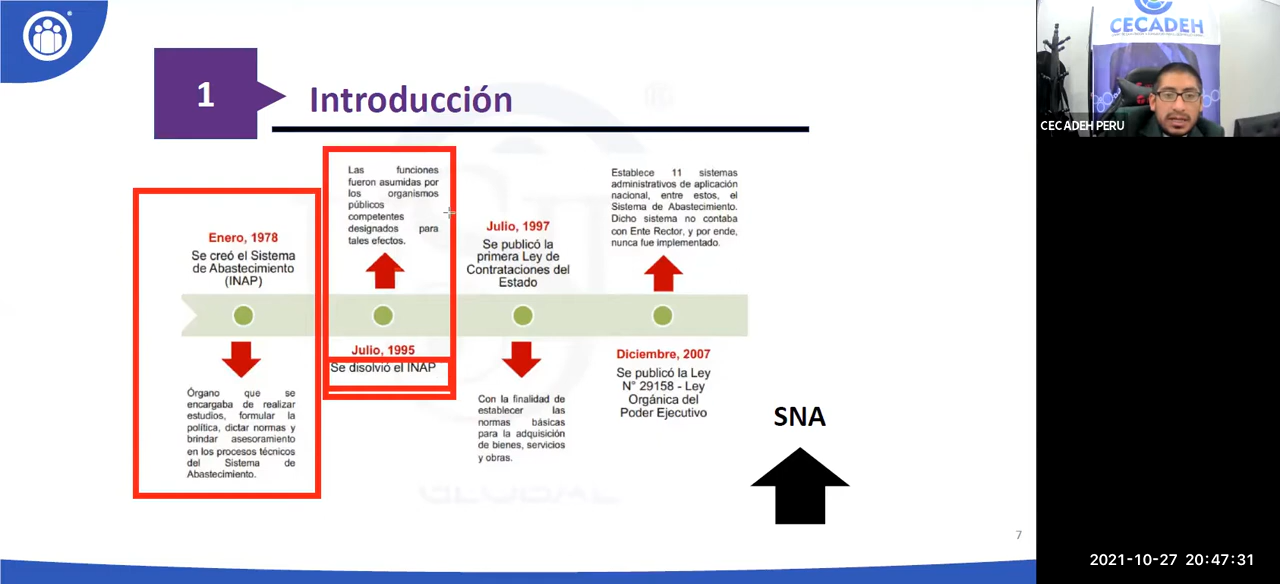 1
Introducción
Enero, 1978
Se creó el Sistema
de Abastecimiento
(INAP)
Órgano que se
encargaba de realizar
estudios, formular la
política, dictar normas y
brindar asesoramiento
en los procesos técnicos
del Sistema de
Abastecimiento.
Las funciones
fueron asumidas por
los organismos
públicos
competentes
designados para
tales efectos.
Julio, 1995
Se disolvió el INAP
Julio, 1997
Se publicó la
primera Ley de
Contrataciones del
Estado
Con la finalidad de
establecer las
normas básicas
para la adquisición
de bienes, servicios
y obras.
Establece 11 sistemas
administrativos de aplicación
nacional, entre estos, el
Sistema de Abastecimiento.
Dicho sistema no contaba
con Ente Rector, y por ende,
nunca fue implementado.
Diciembre, 2007
Se publicó la Ley
N° 29158 - Ley
Orgánica del
Poder Ejecutivo
SNA
GLOBAL
7
CECADEH
CECADEH PERU
2021-10-27 20:47:31